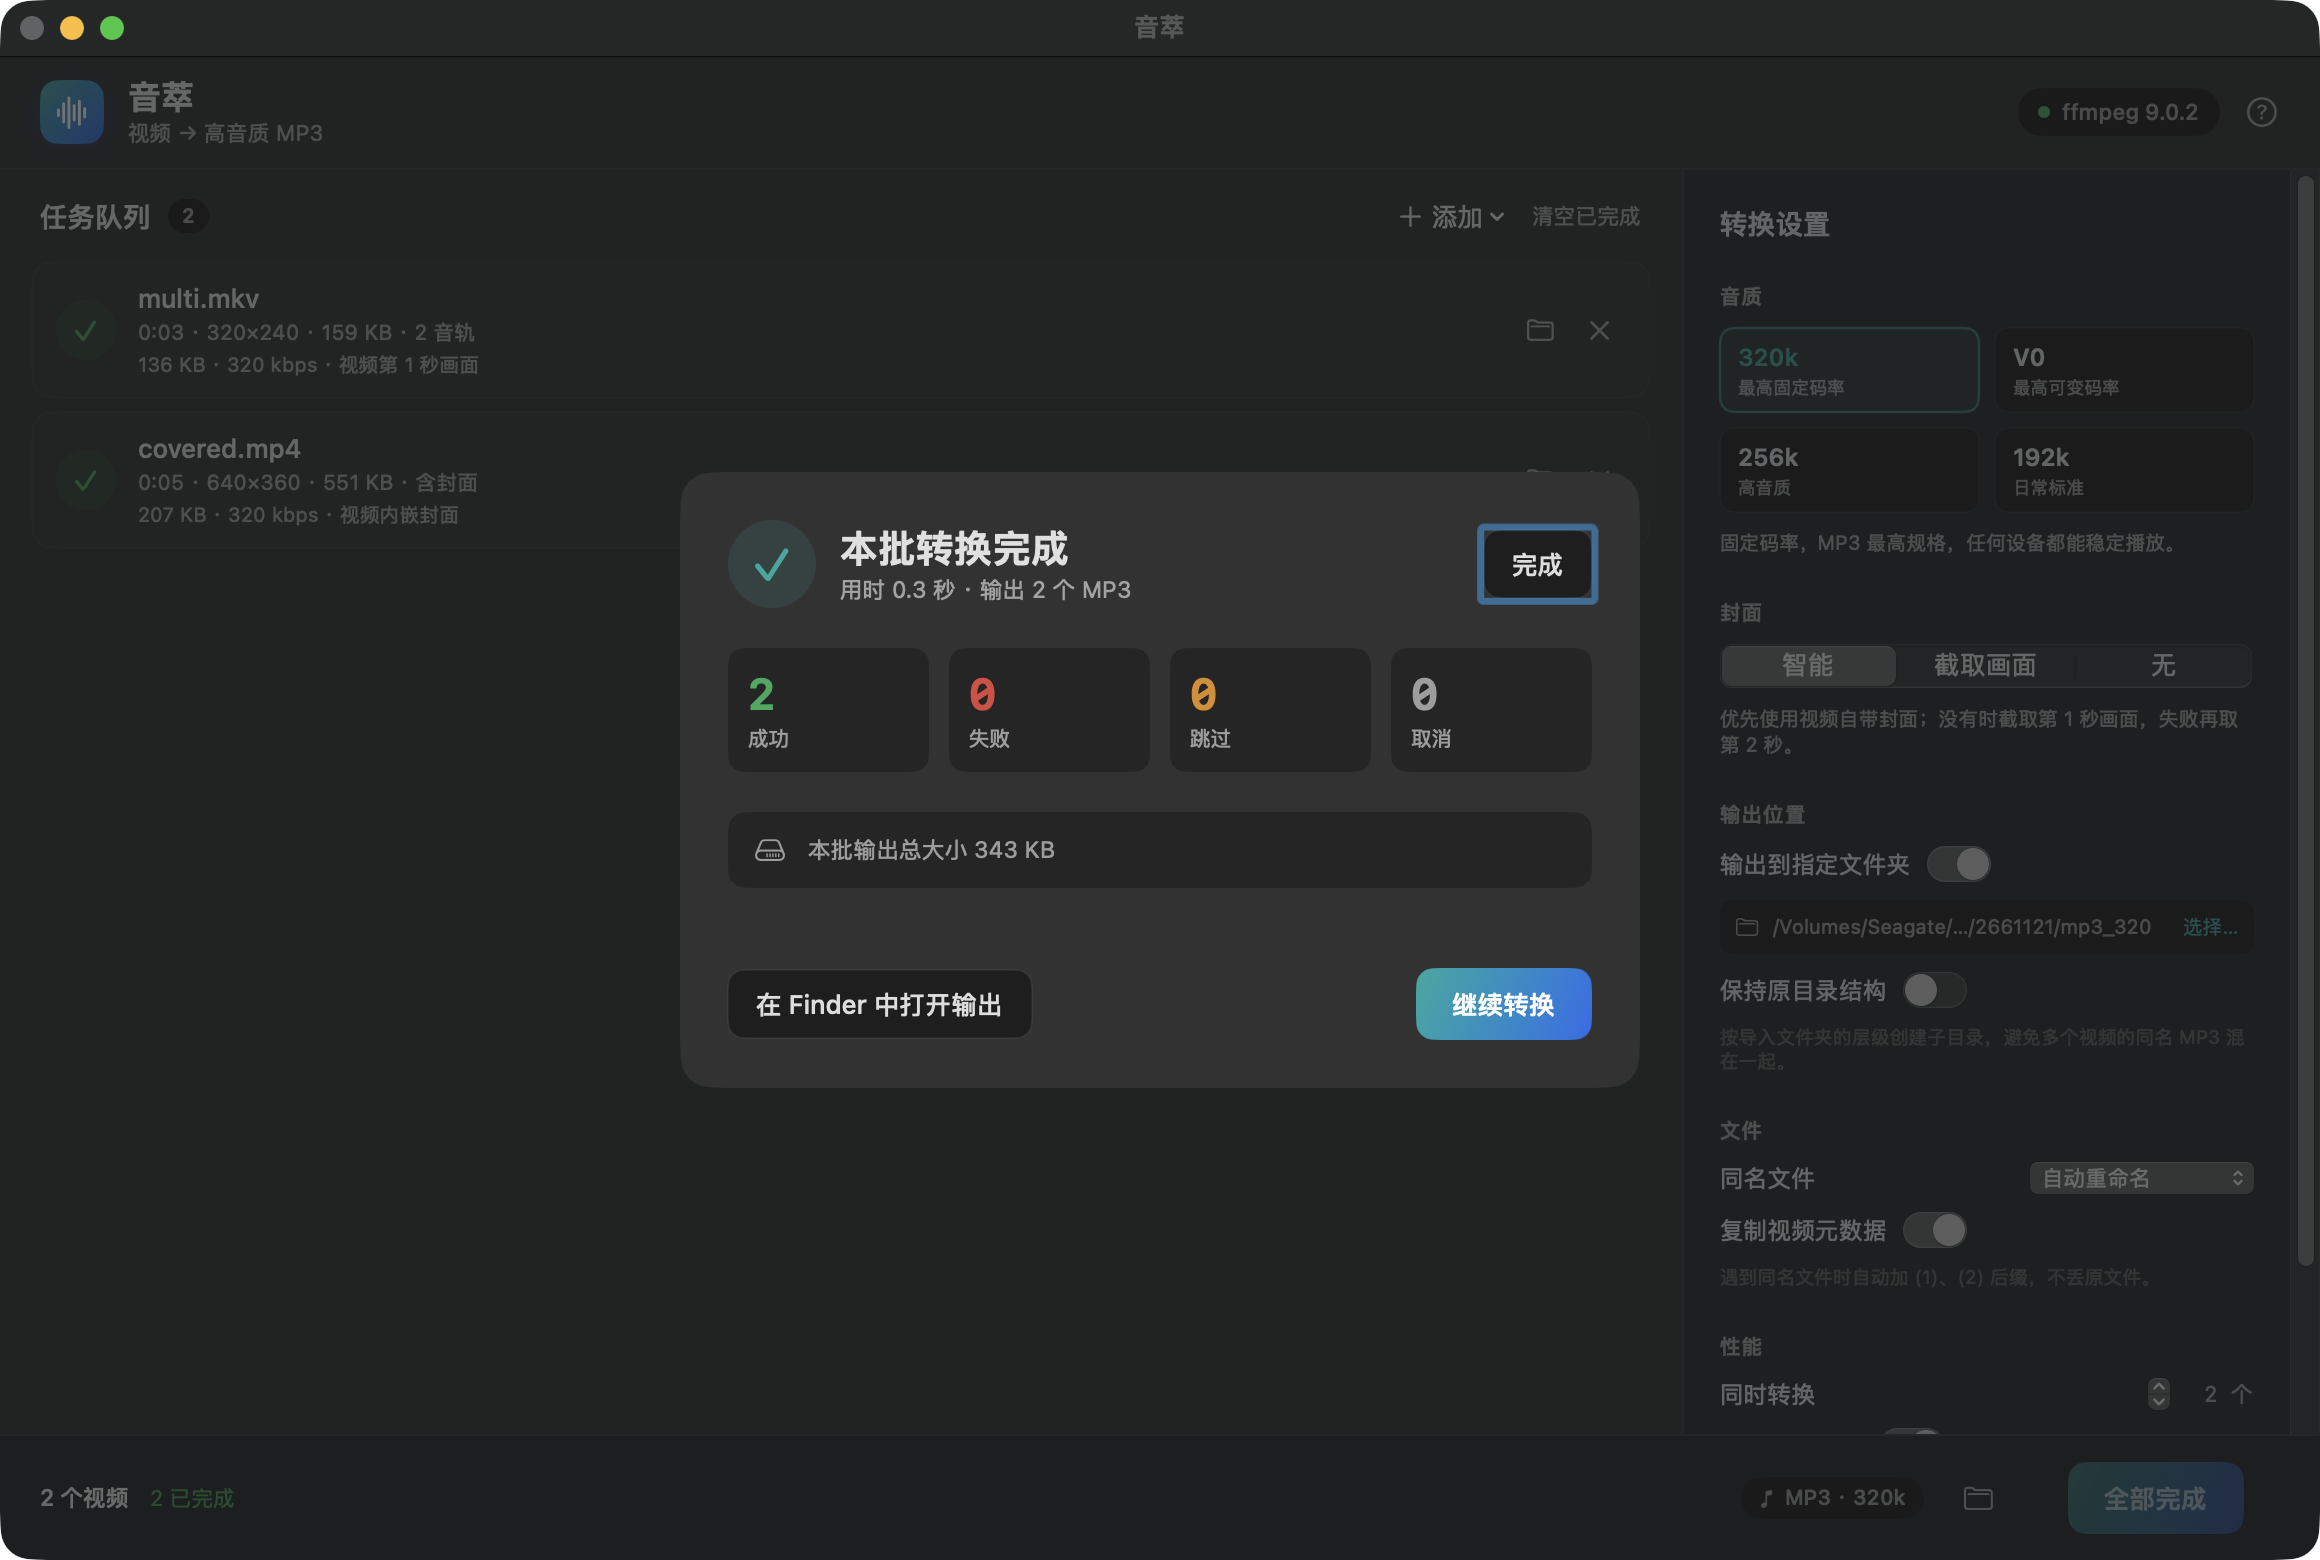 音萃
音萃
视频 → 高音质 MP3
ffmpeg 9.0.2
任务队列 2
添加
清空已完成
multi.mkv
0:03 · 320×240 · 159 KB · 2 音轨
136 KB · 320 kbps · 视频第 1 秒画面
covered.mp4
0:05 · 640×360 · 551 KB · 含封面
207 KB · 320 kbps · 视频内嵌封面
本批转换完成
用时 0.3 秒 · 输出 2 个 MP3
完成
2
成功
0
失败
0
跳过
0
取消
本批输出总大小 343 KB
在 Finder 中打开输出
继续转换
转换设置
音质
320k
最高固定码率
V0
最高可变码率
256k
高音质
192k
日常标准
固定码率，MP3 最高规格，任何设备都能稳定播放。
封面
智能
截取画面
无
优先使用视频自带封面；没有时截取第 1 秒画面，失败再取
第 2 秒。
输出位置
输出到指定文件夹
/Volumes/Seagate/.../2661121/mp3_320
选择...
保持原目录结构
按导入文件夹的层级创建子目录，避免多个视频的同名 MP3 混
在一起。
文件
同名文件
自动重命名
复制视频元数据
遇到同名文件时自动加 (1)、(2) 后缀，不丢原文件。
性能
同时转换
2 个
2 个视频
2 已完成
MP3 · 320k
全部完成